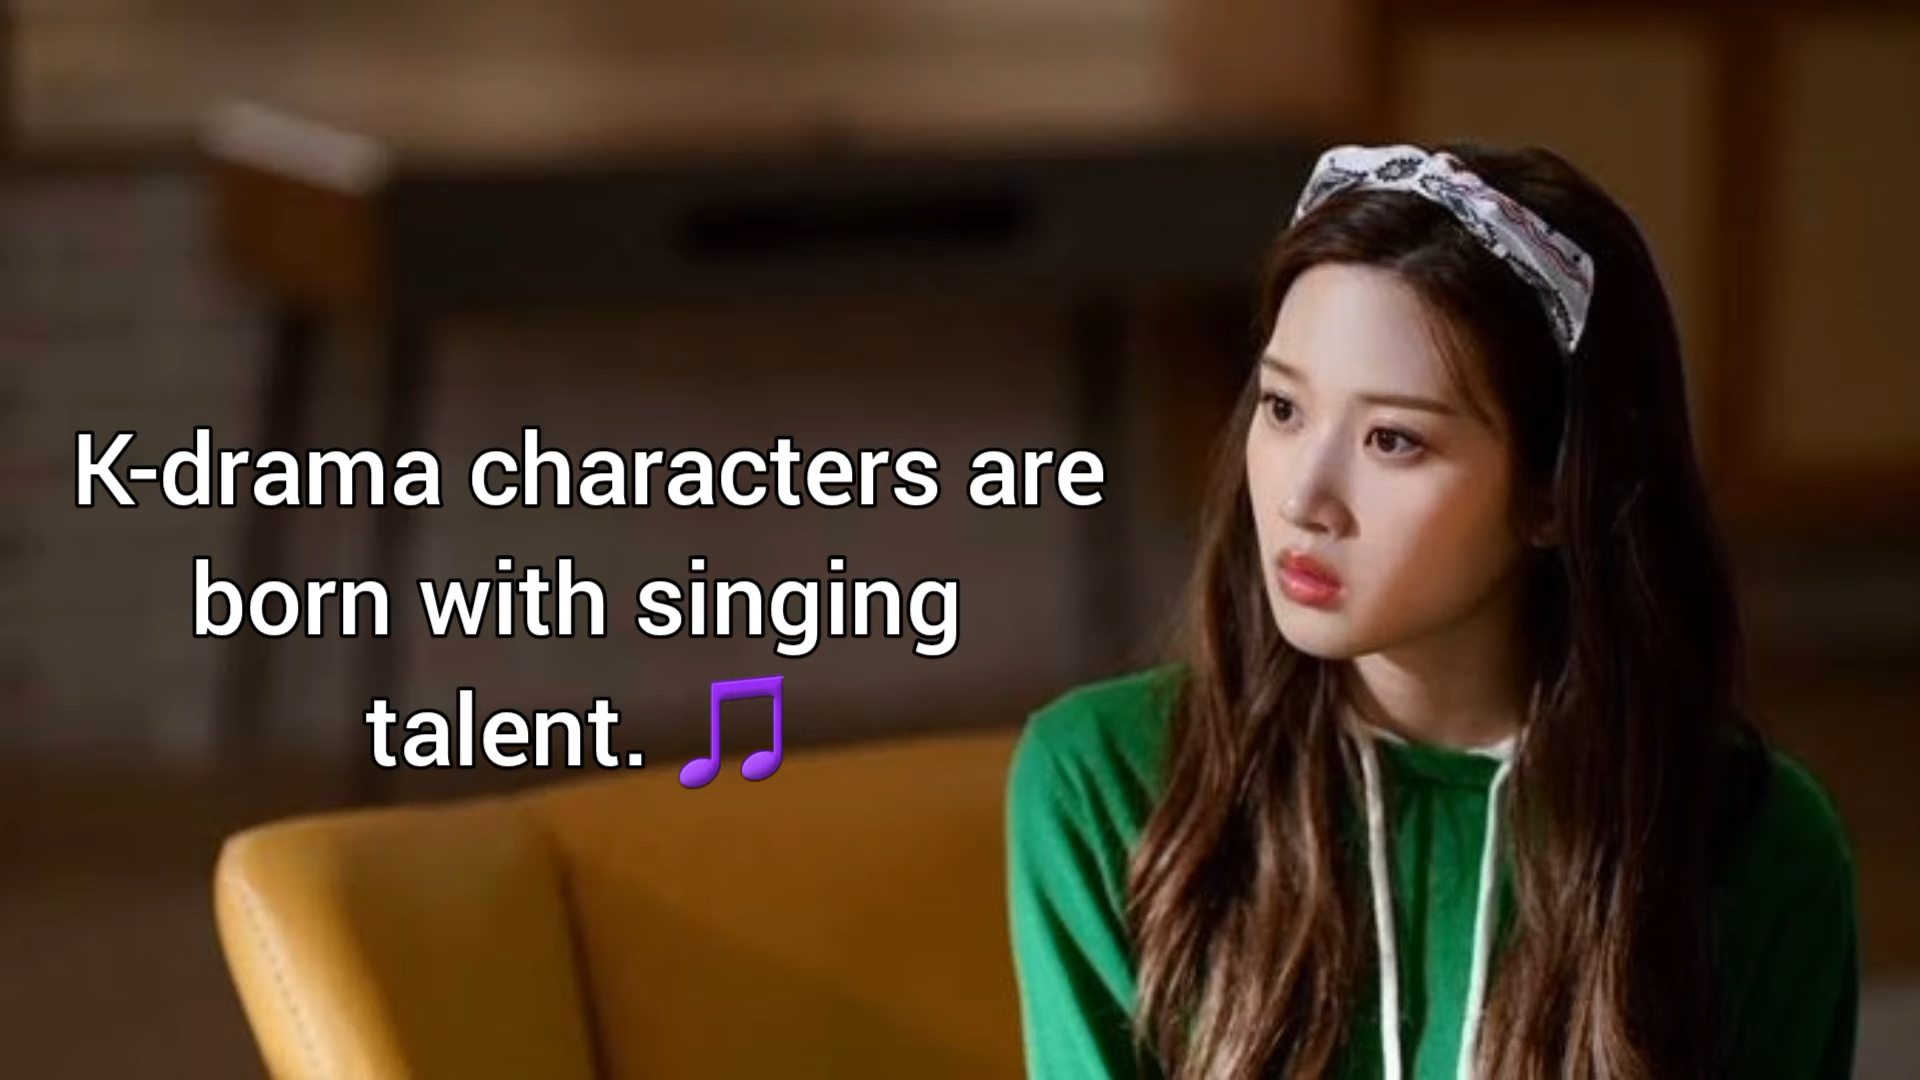 K-drama characters are
born with singing
talent. 🎵